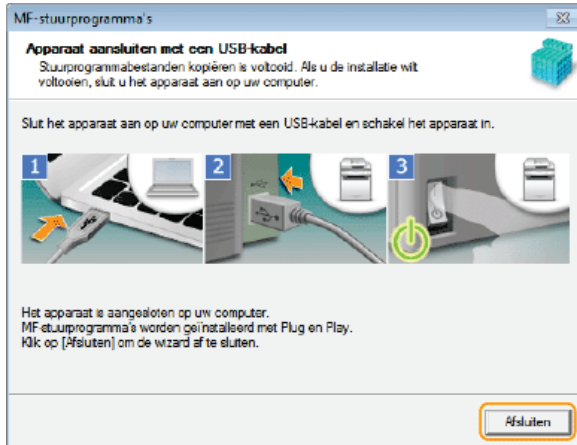 MF-stuurprogramma's
Apparaat aansluiten met een USB-kabel
Stuurprogrammabestanden kopiëren is voltooid. Als u de installatie wilt
voltooien, sluit u het apparaat aan op uw computer.
Sluit het apparaat aan op uw computer met een USB-kabel en schakel het apparaat in.
1 2 3
Het apparaat is aangesloten op uw computer.
MF-stuurprogramma's worden geïnstalleerd met Plug en Play.
Klik op [Afsluiten] om de wizard af te sluiten.
Afsluiten